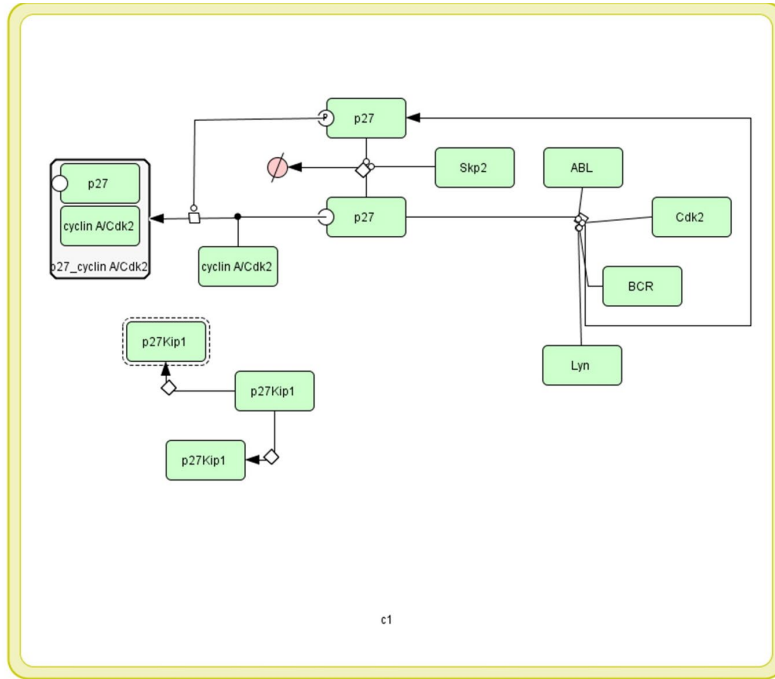 P
p27
Skp2
ABL
p27
cyclin A/Cdk2
p27_cyclin A/Cdk2
p27
Cdk2
cyclin A/Cdk2
BCR
p27Kip1
Lyn
p27Kip1
p27Kip1
c1